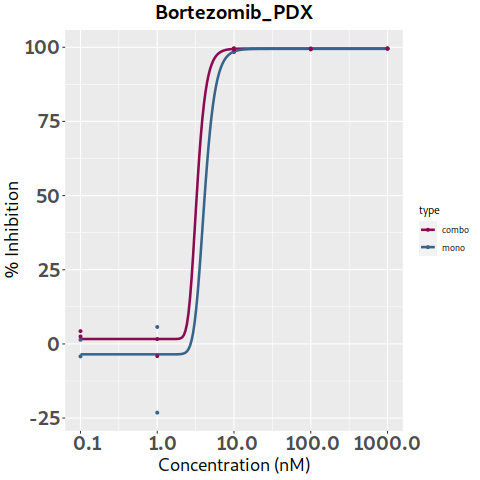 Bortezomib_PDX
100
75
50
25
0
-25
% Inhibition
0.1 1.0 10.0 100.0 1000.0
Concentration (nM)
type
combo
mono